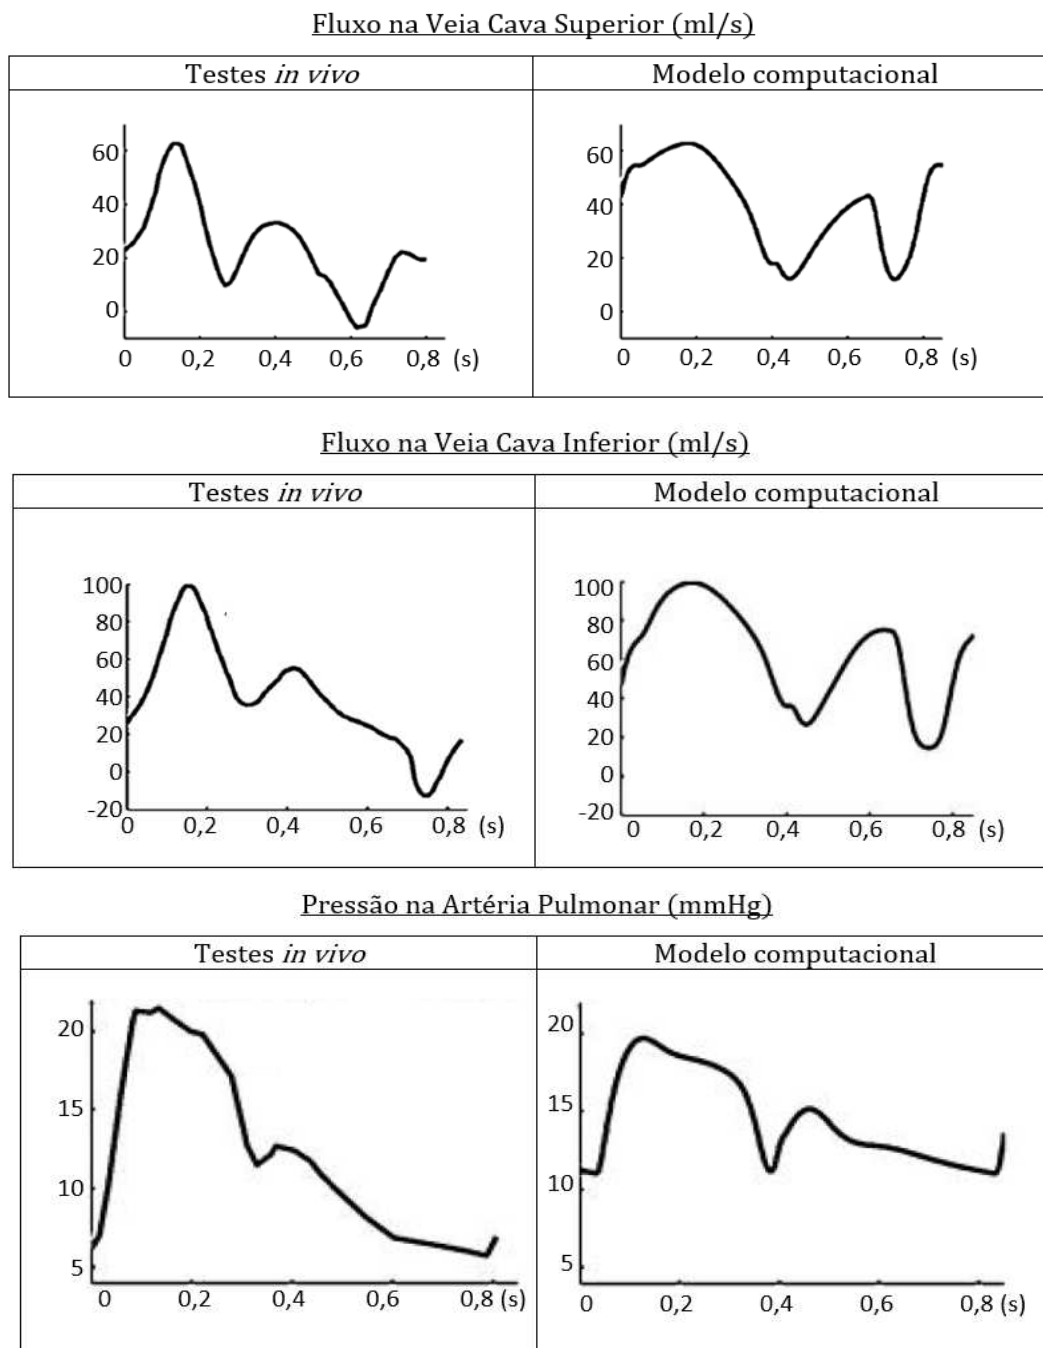 Fluxo na Veia Cava Superior (ml/s)
Testes in vivo
Modelo computacional
60
40
20
0
0 0,2 0,4 0,6 0,8 (s)
60
40
20
0
0 0,2 0,4 0,6 0,8 (s)
Fluxo na Veia Cava Inferior (ml/s)
Testes in vivo
Modelo computacional
100
80
60
40
20
0
-20
0 0,2 0,4 0,6 0,8 (s)
100
80
60
40
20
0
-20
0 0,2 0,4 0,6 0,8 (s)
Pressão na Artéria Pulmonar (mmHg)
Testes in vivo
Modelo computacional
20
15
10
5
0 0,2 0,4 0,6 0,8 (s)
20
15
10
5
0 0,2 0,4 0,6 0,8 (s)